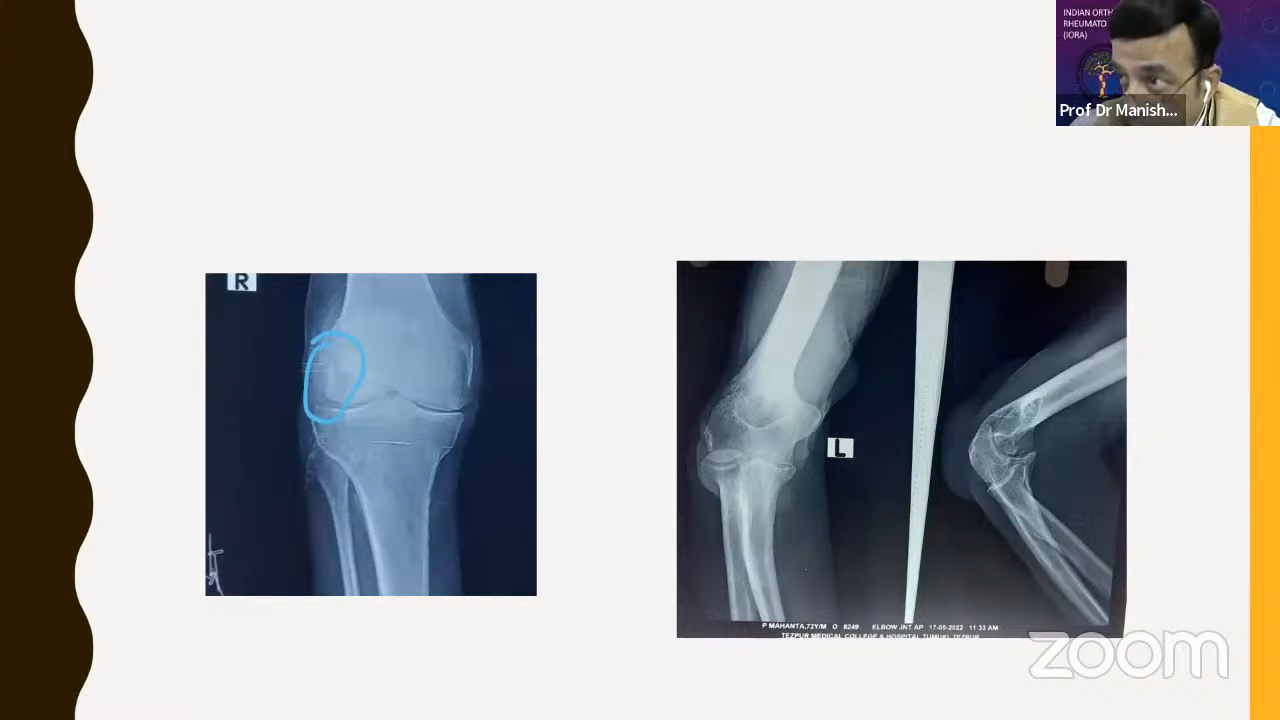 INDIAN ORTH
RHEUMATO
(IORA)
Prof Dr Manish...
R
L
P MAHANTA,72Y/M O 8249 ELBOW JNT AP 17-05-2022 11:33 AM
TEZPUR MEDICAL COLLEGE & HOSPITAL TUMUKI, TEZPUR
zoom